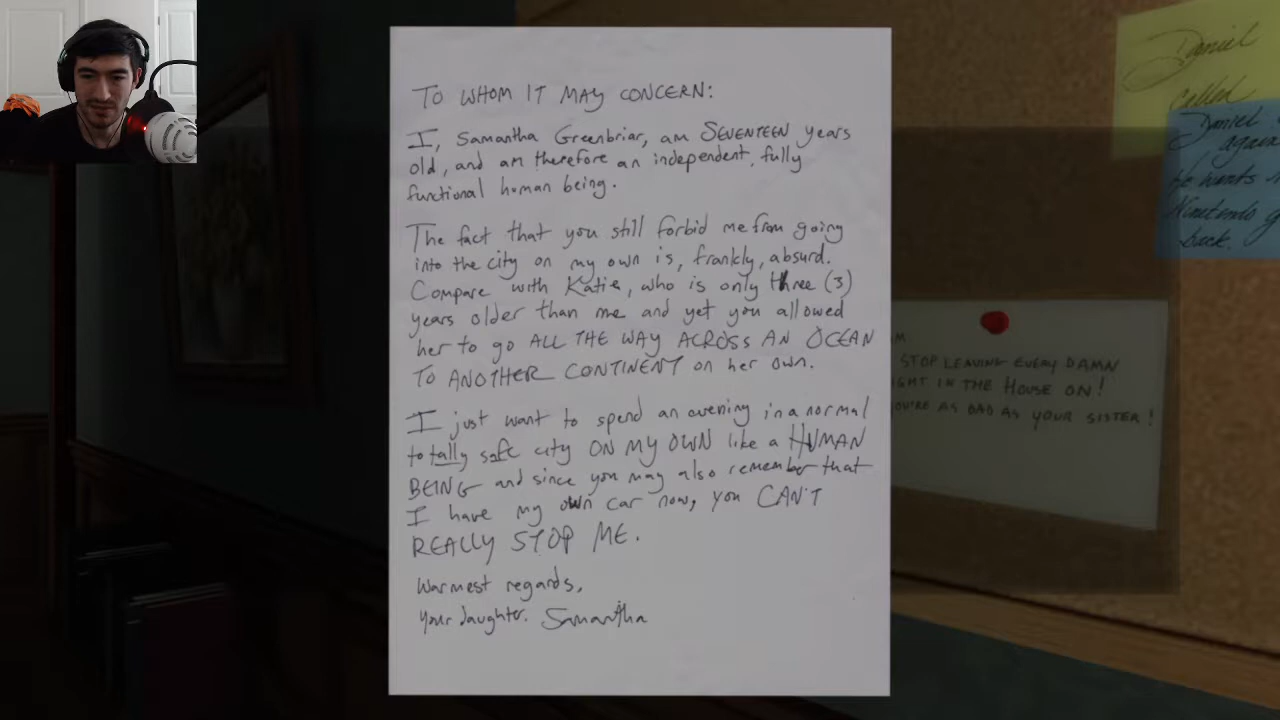 TO WHOM IT MAY CONCERN:
I, Samantha Greenbriar, am SEVENTEEN years
old, and am therefore an independent, fully
functional human being.
The fact that you still forbid me from going
into the city on my own is, frankly, absurd.
Compare with Katie, who is only three (3)
years older than me and yet you allowed
her to go ALL THE WAY ACROSS AN OCEAN
TO ANOTHER CONTINENT on her own.
I just want to spend an evening in a normal
totally safe city ON MY OWN like a HUMAN
BEING and since you may also remember that
I have my own car now, you CAN'T
REALLY STOP ME.
Warmest regards,
Your daughter. Samantha
Daniel
called
Daniel
again
He wants
Nintendo
back.
STOP LEAVING EVERY DAMN
IN THE HOUSE ON!
YOU'RE AS BAD AS YOUR SISTER!